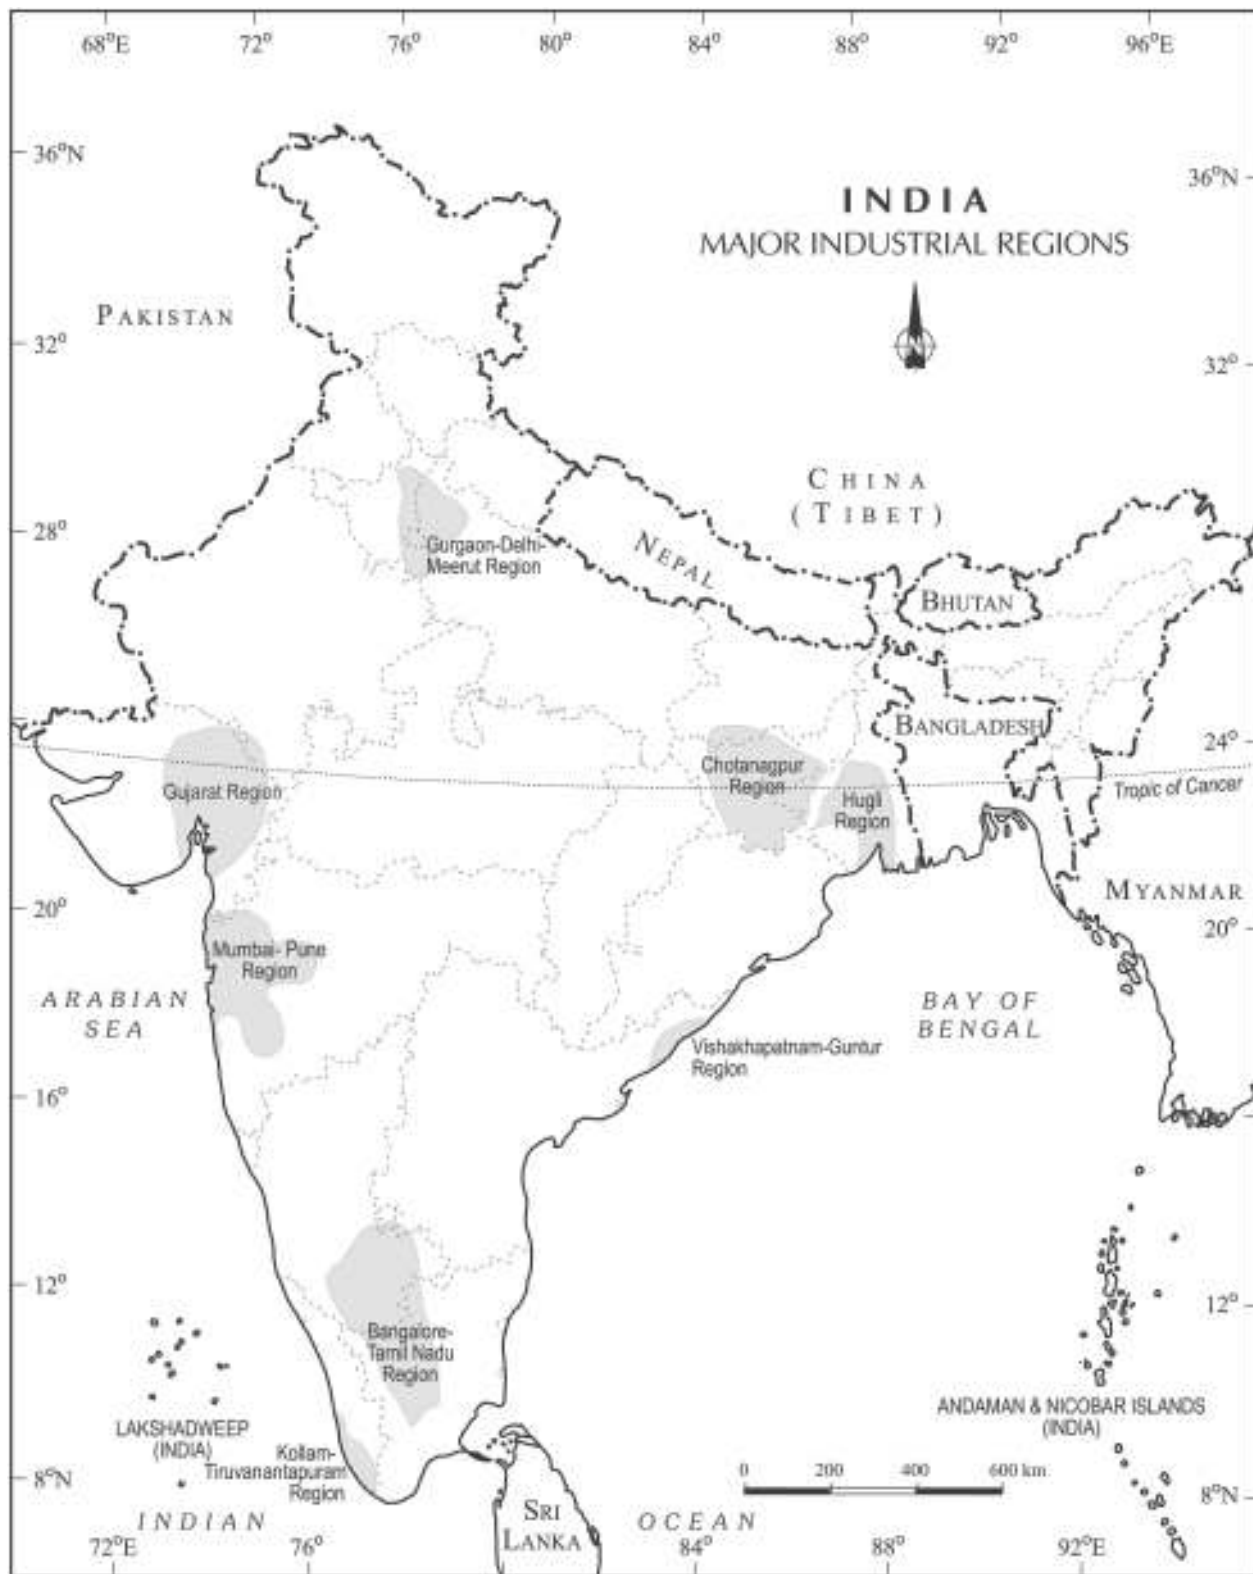 68°E 72° 76° 80° 84° 88° 92° 96°E
36°N
36°N
INDIA
MAJOR INDUSTRIAL REGIONS
PAKISTAN
32°
32°
CHINA
(TIBET)
28°
Gurgaon-Delhi-
Meerut Region
NEPAL
BHUTAN
BANGLADESH
24°
Chotanagpur
Region
Gujarat Region
Tropic of Cancer
Hugli
Region
MYANMAR
20°
20°
Mumbai- Pune
Region
ARABIAN
SEA
BAY OF
BENGAL
Vishakhapatnam-Guntur
Region
16°
12°
12°
Bangalore-
Tamil Nadu
Region
LAKSHADWEEP
(INDIA)
ANDAMAN & NICOBAR ISLANDS
(INDIA)
Kollam-
Tiruvanantapuram
Region
8°N
0 200 400 600 km
8°N
INDIAN
SRI
LANKA
OCEAN
72°E 76° 84° 88° 92°E